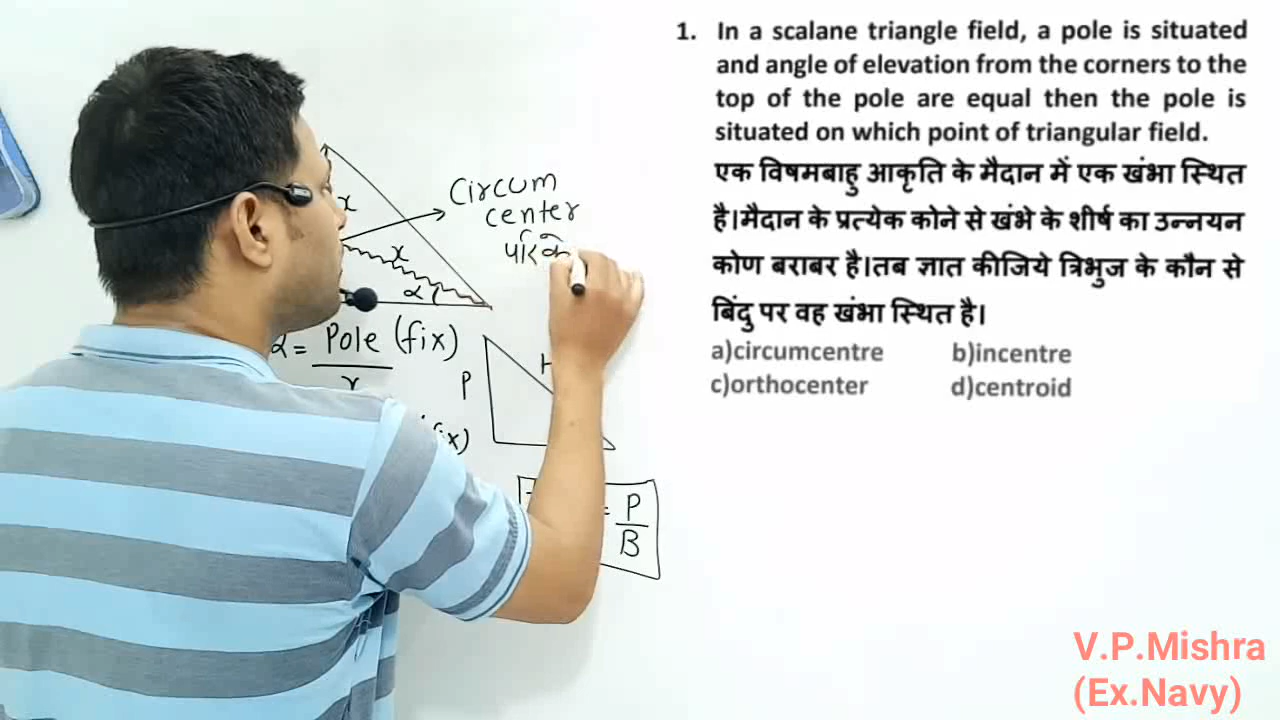 1. In a scalane triangle field, a pole is situated
and angle of elevation from the corners to the
top of the pole are equal then the pole is
situated on which point of triangular field.
एक विषमबाहु आकृति के मैदान में एक खंभा स्थित
है।मैदान के प्रत्येक कोने से खंभे के शीर्ष का उन्नयन
कोण बराबर है।तब ज्ञात कीजिये त्रिभुज के कौन से
बिंदु पर वह खंभा स्थित है।
a)circumcentre b)incentre
c)orthocenter d)centroid
x
Circum
center
x
α
α = Pole (fix)
P
H
= P
B
V.P.Mishra
(Ex.Navy)